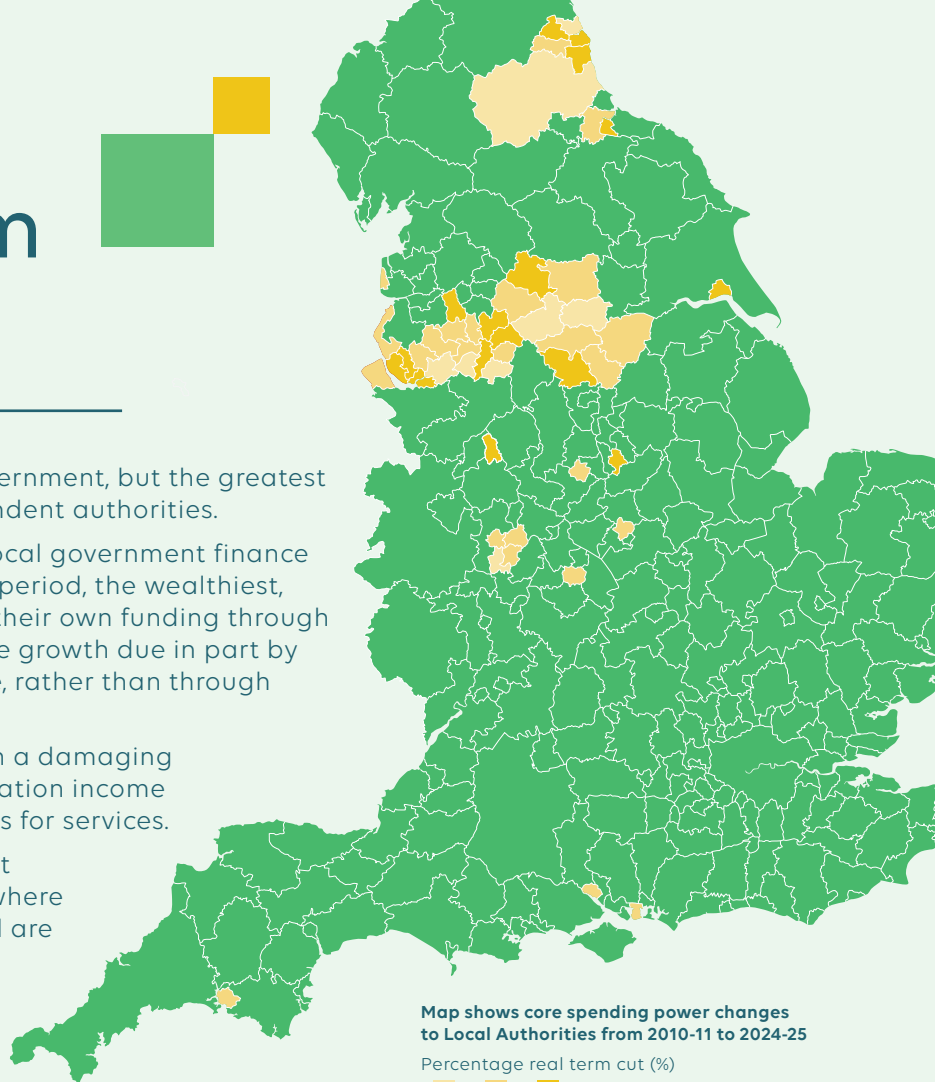 m
ernment, but the greatest
ndent authorities.
ocal government finance
period, the wealthiest,
their own funding through
e growth due in part by
e, rather than through
n a damaging
ation income
s for services.
t
where
d are
Map shows core spending power changes
to Local Authorities from 2010-11 to 2024-25
Percentage real term cut (%)